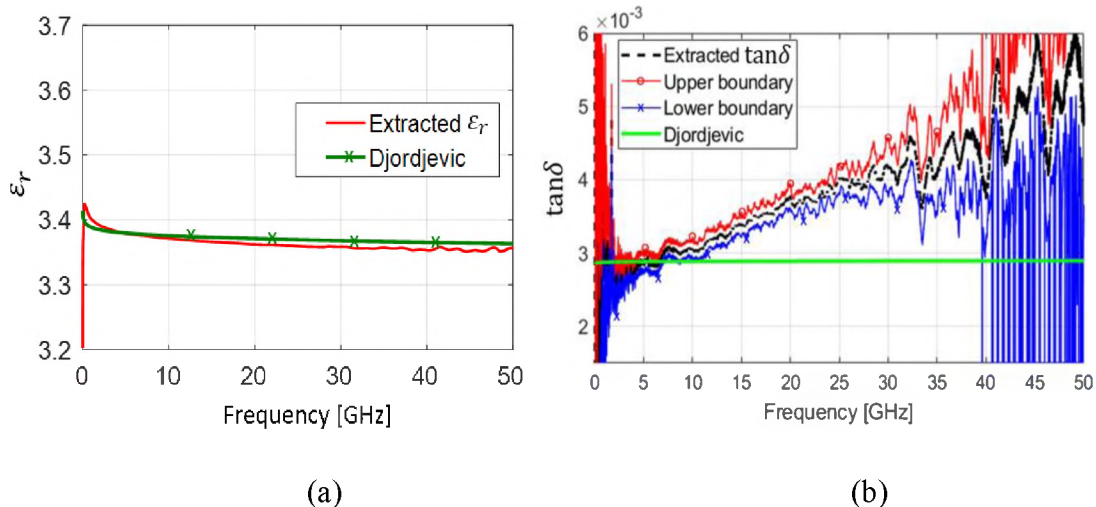 3.7
3.6
3.5
3.4
3.3
3.2
εr
Extracted εr
Djordjevic
0 10 20 30 40 50
Frequency [GHz]
(a)
×10⁻³
6
5
4
3
2
tanδ
Extracted tanδ
Upper boundary
Lower boundary
Djordjevic
0 5 10 15 20 25 30 35 40 45 50
Frequency [GHz]
(b)